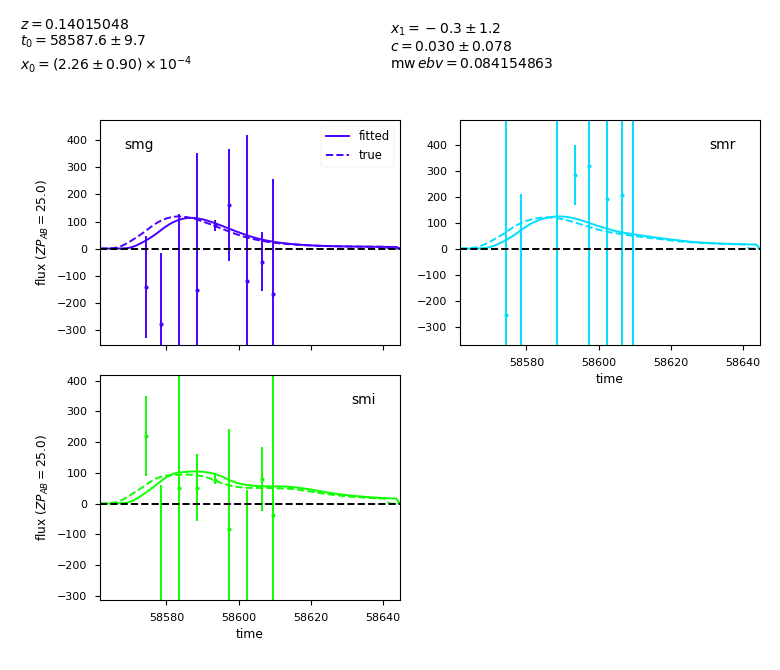 z = 0.14015048
t₀ = 58587.6 ± 9.7
x₀ = (2.26 ± 0.90) × 10⁻⁴
x₁ = −0.3 ± 1.2
c = 0.030 ± 0.078
mw ebv = 0.084154863
smg
fitted
true
400
300
200
100
0
−100
−200
−300
flux (ZP_AB = 25.0)
smr
400
300
200
100
0
−100
−200
−300
58580 58600 58620 58640
time
smi
400
300
200
100
0
−100
−200
−300
flux (ZP_AB = 25.0)
58580 58600 58620 58640
time